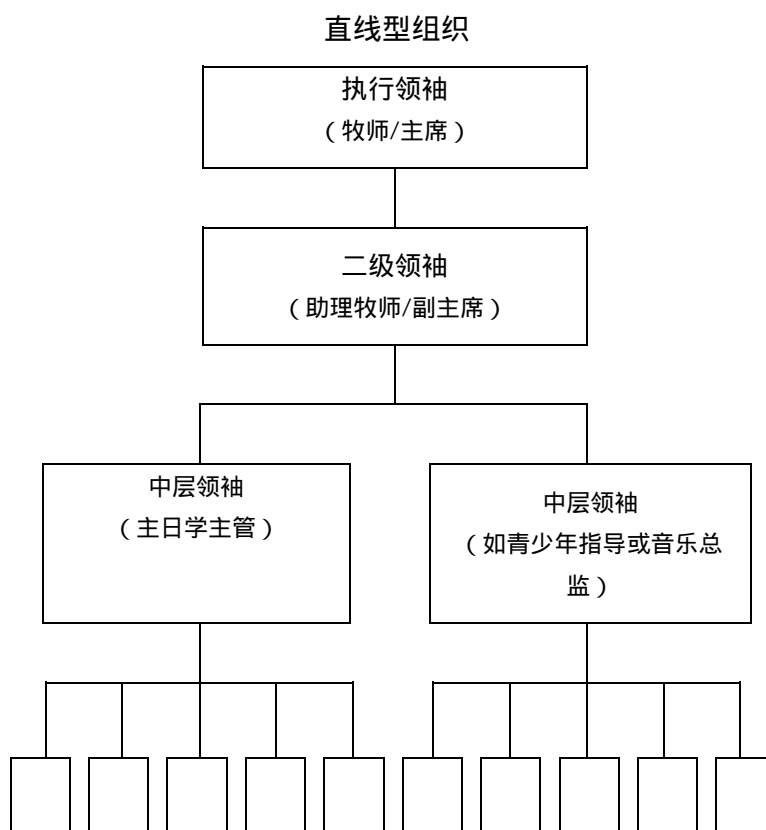 直线型组织
执行领袖
（牧师/主席）
二级领袖
（助理牧师/副主席）
中层领袖
（主日学主管）
中层领袖
（如青少年指导或音乐总
监）